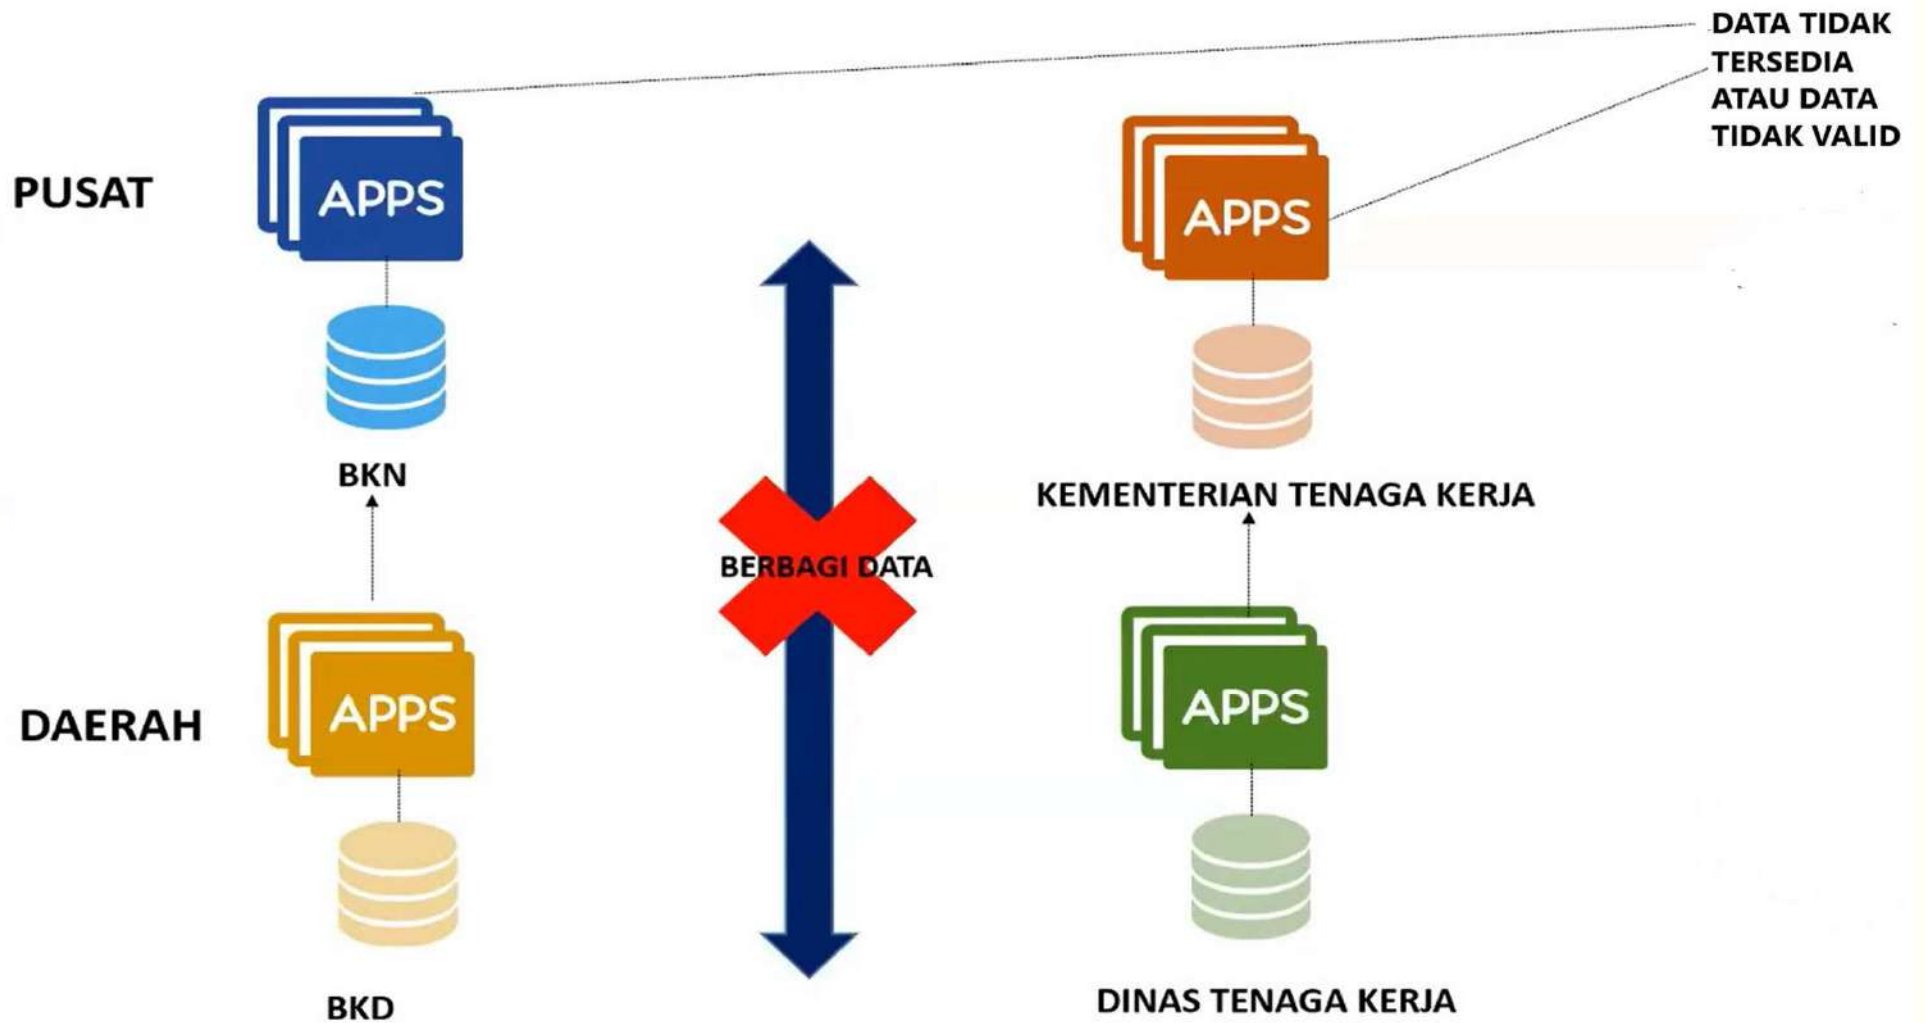 DATA TIDAK
TERSEDIA
ATAU DATA
TIDAK VALID
PUSAT
APPS
APPS
BKN
KEMENTERIAN TENAGA KERJA
BERBAGI DATA
DAERAH
APPS
APPS
BKD
DINAS TENAGA KERJA